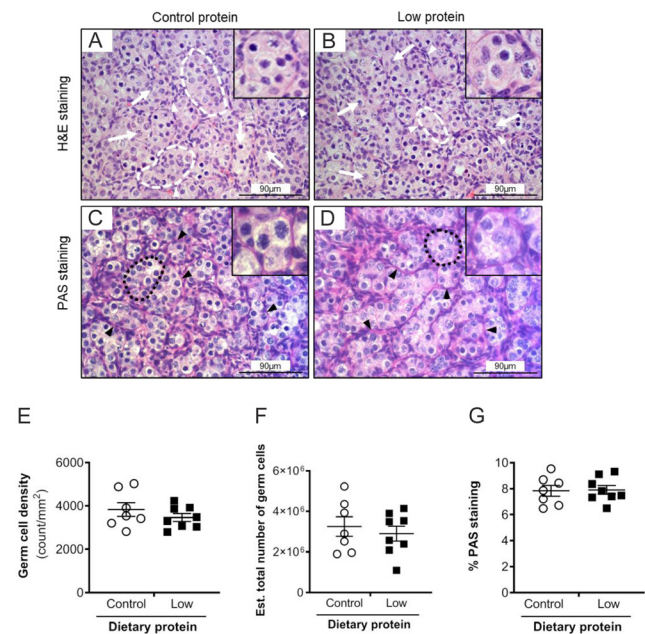 Control protein
Low protein
H&E staining
A
90µm
B
90µm
PAS staining
C
90µm
D
90µm
E
Germ cell density
(count/mm²)
6000
4000
2000
0
Control
Low
Dietary protein
F
Est. total number of germ cells
6×10⁶
4×10⁶
2×10⁶
0
Control
Low
Dietary protein
G
% PAS staining
10
8
6
4
2
0
Control
Low
Dietary protein